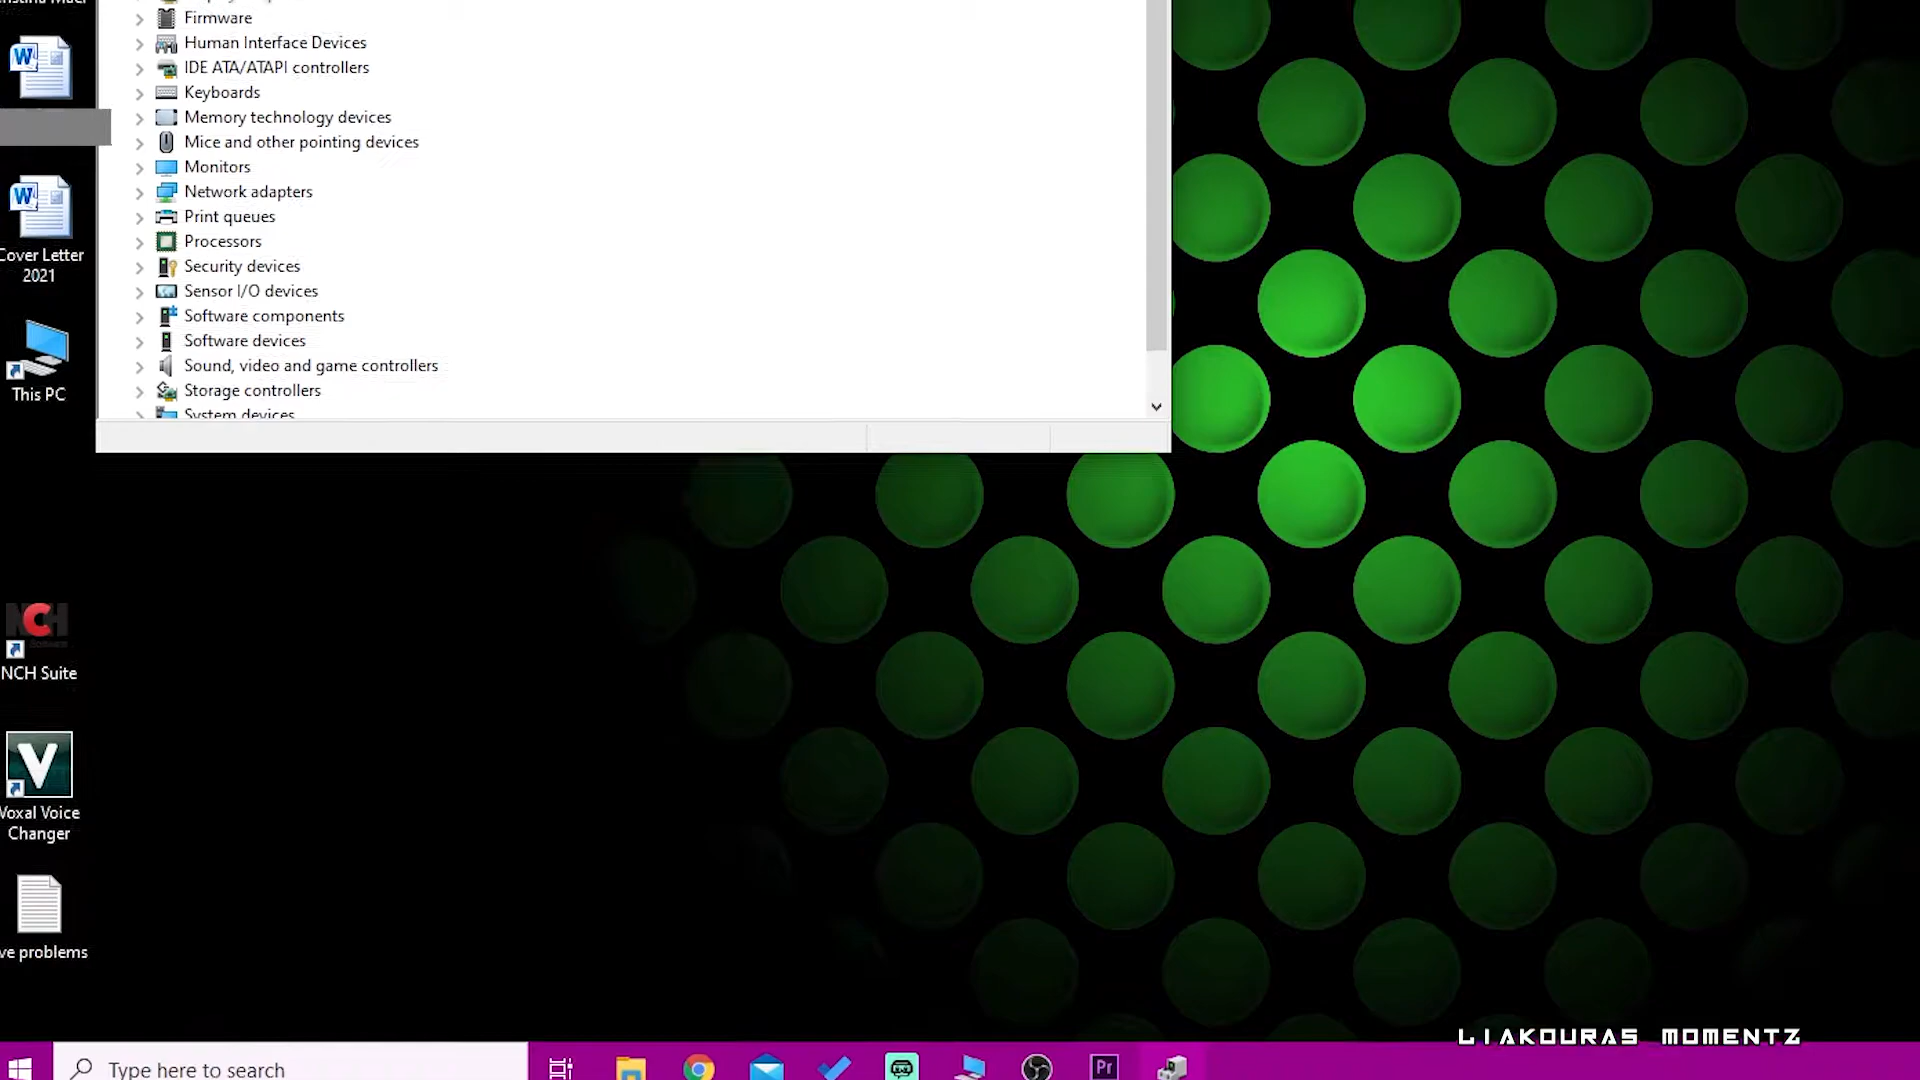 Firmware
Human Interface Devices
IDE ATA/ATAPI controllers
Keyboards
Memory technology devices
Mice and other pointing devices
Monitors
Network adapters
Print queues
Processors
Security devices
Sensor I/O devices
Software components
Software devices
Sound, video and game controllers
Storage controllers
System devices
W
W
Cover Letter
2021
This PC
NCH
NCH Suite
V
Voxal Voice
Changer
ve problems
LIAKOURAS MOMENTZ
Type here to search
Pr